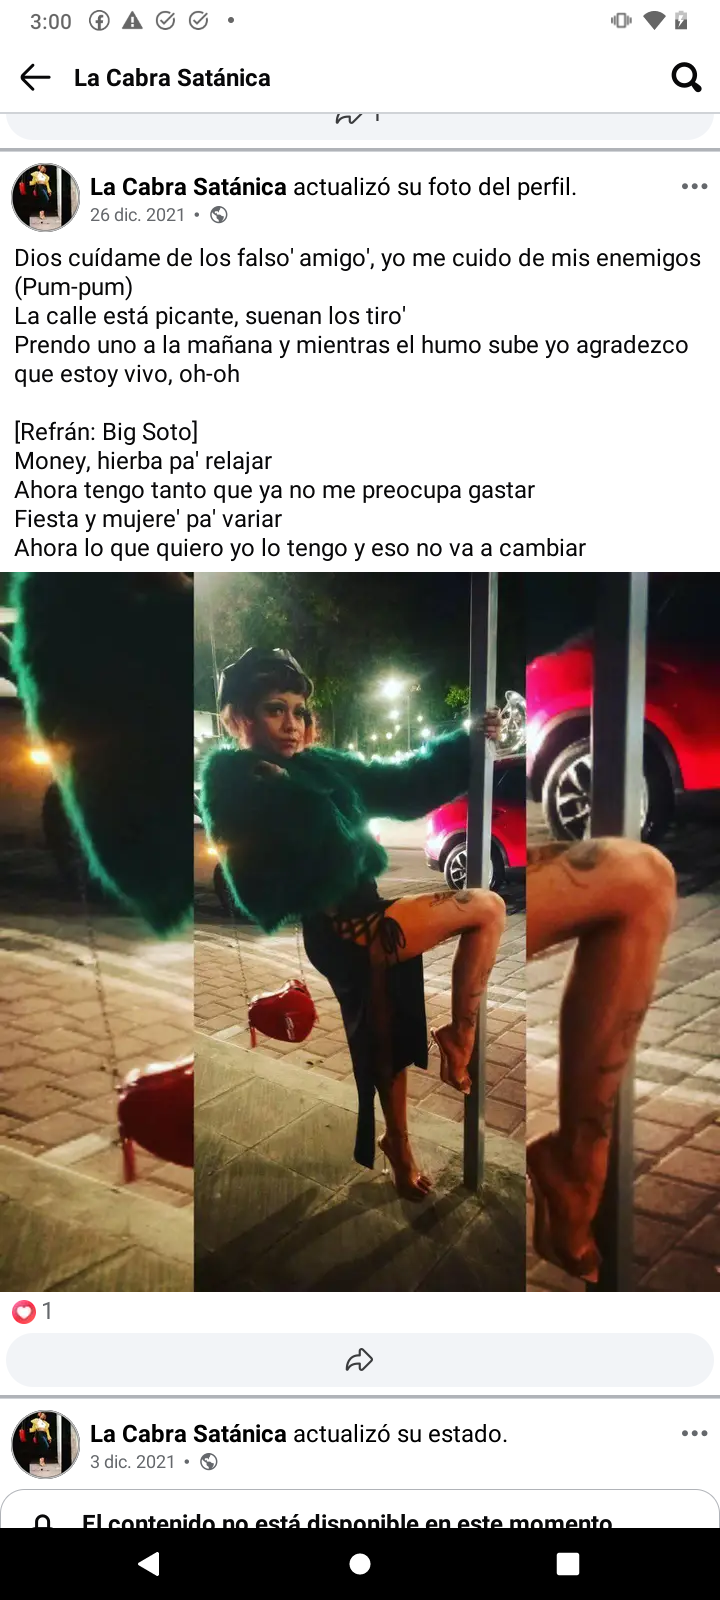 3:00
La Cabra Satánica
La Cabra Satánica actualizó su foto del perfil.
26 dic. 2021
Dios cuídame de los falso' amigo', yo me cuido de mis enemigos
(Pum-pum)
La calle está picante, suenan los tiro'
Prendo uno a la mañana y mientras el humo sube yo agradezco
que estoy vivo, oh-oh
[Refrán: Big Soto]
Money, hierba pa' relajar
Ahora tengo tanto que ya no me preocupa gastar
Fiesta y mujere' pa' variar
Ahora lo que quiero yo lo tengo y eso no va a cambiar
1
La Cabra Satánica actualizó su estado.
3 dic. 2021
El contenido no está disponible en este momento